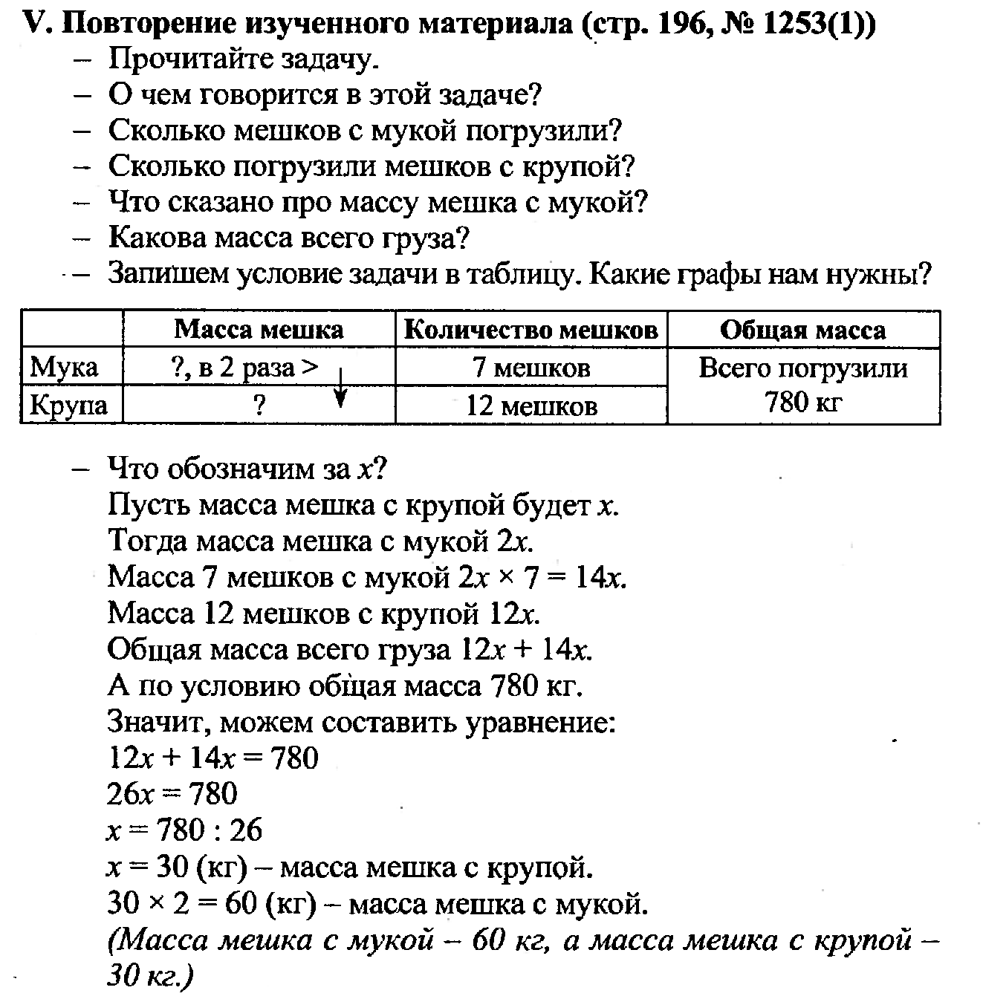 V. Повторение изученного материала (стр. 196, № 1253(1))
– Прочитайте задачу.
– О чем говорится в этой задаче?
– Сколько мешков с мукой погрузили?
– Сколько погрузили мешков с крупой?
– Что сказано про массу мешка с мукой?
– Какова масса всего груза?
– Запишем условие задачи в таблицу. Какие графы нам нужны?
Масса мешка Количество мешков Общая масса
Мука ?, в 2 раза > 7 мешков Всего погрузили
Крупа ? 12 мешков 780 кг
– Что обозначим за x?
Пусть масса мешка с крупой будет x.
Тогда масса мешка с мукой 2x.
Масса 7 мешков с мукой 2x × 7 = 14x.
Масса 12 мешков с крупой 12x.
Общая масса всего груза 12x + 14x.
А по условию общая масса 780 кг.
Значит, можем составить уравнение:
12x + 14x = 780
26x = 780
x = 780 : 26
x = 30 (кг) – масса мешка с крупой.
30 × 2 = 60 (кг) – масса мешка с мукой.
(Масса мешка с мукой – 60 кг, а масса мешка с крупой –
30 кг.)